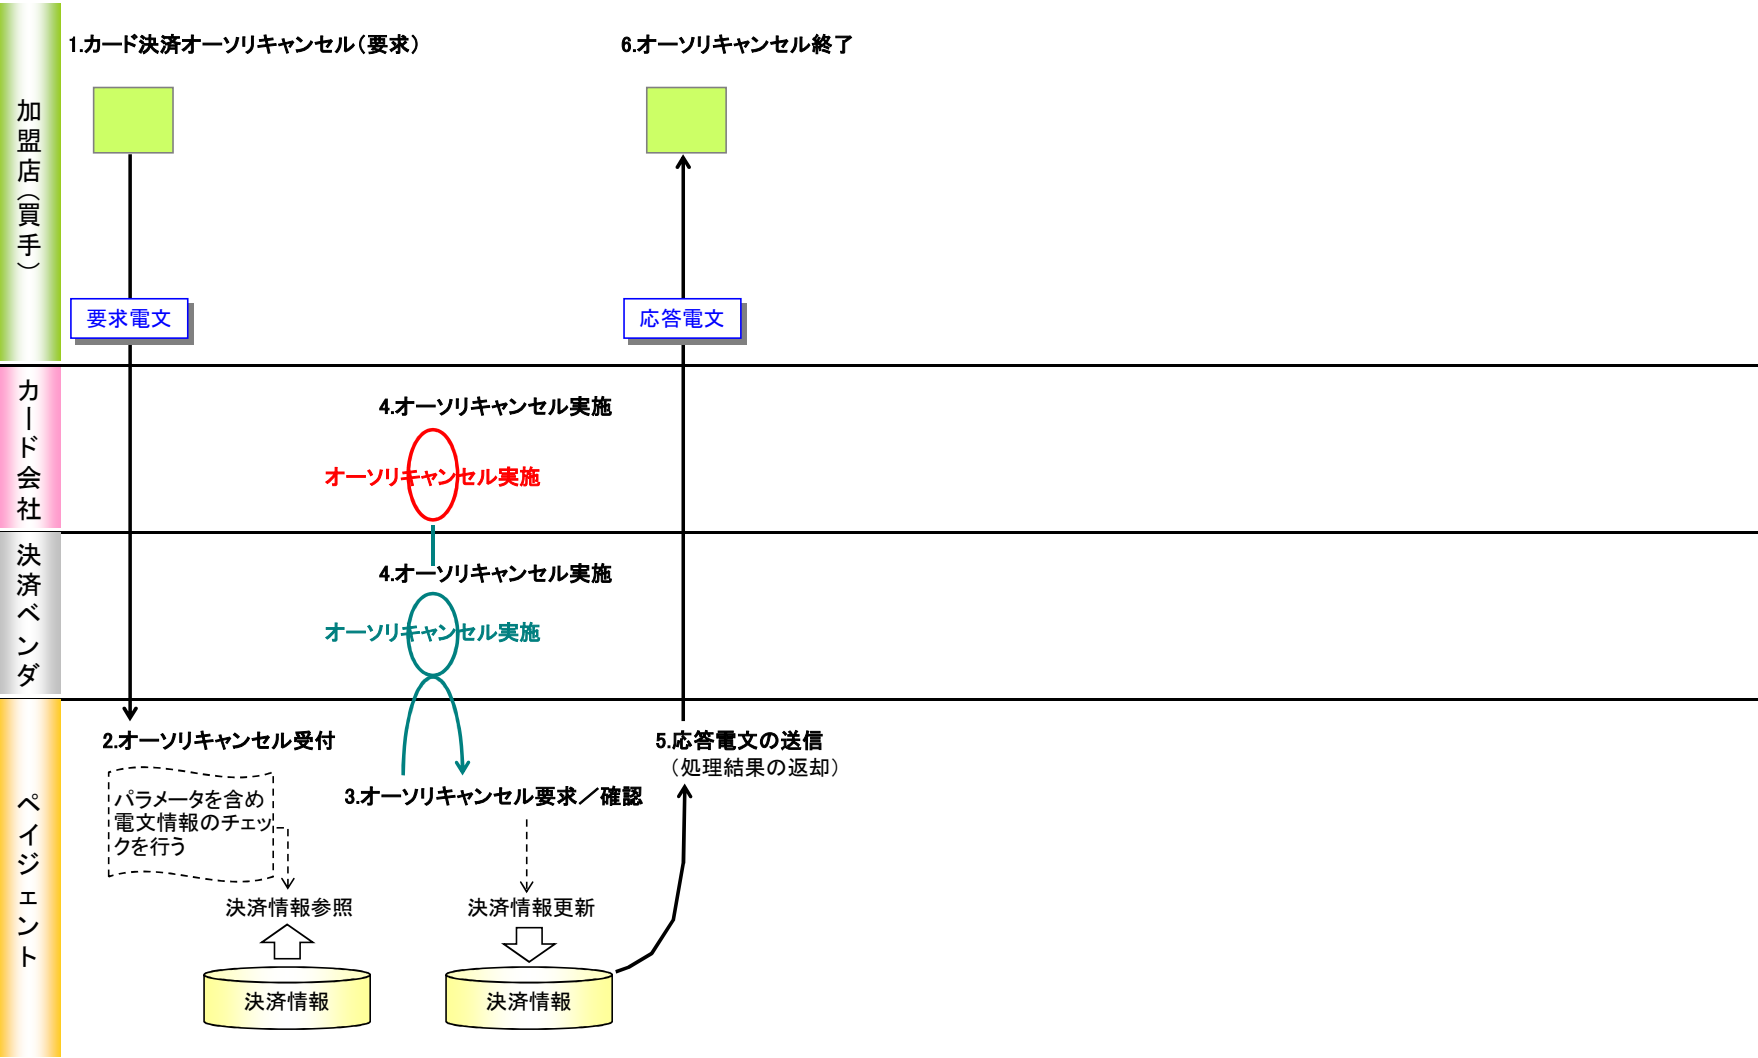 1.カード決済オーソリキャンセル(要求)
6.オーソリキャンセル終了
加盟店(買手)
要求電文
応答電文
カード会社
4.オーソリキャンセル実施
オーソリキャンセル実施
決済ベンダ
4.オーソリキャンセル実施
オーソリキャンセル実施
ペイジェント
2.オーソリキャンセル受付
パラメータを含め
電文情報のチェッ
クを行う
3.オーソリキャンセル要求／確認
5.応答電文の送信
(処理結果の返却)
決済情報参照
決済情報更新
決済情報
決済情報